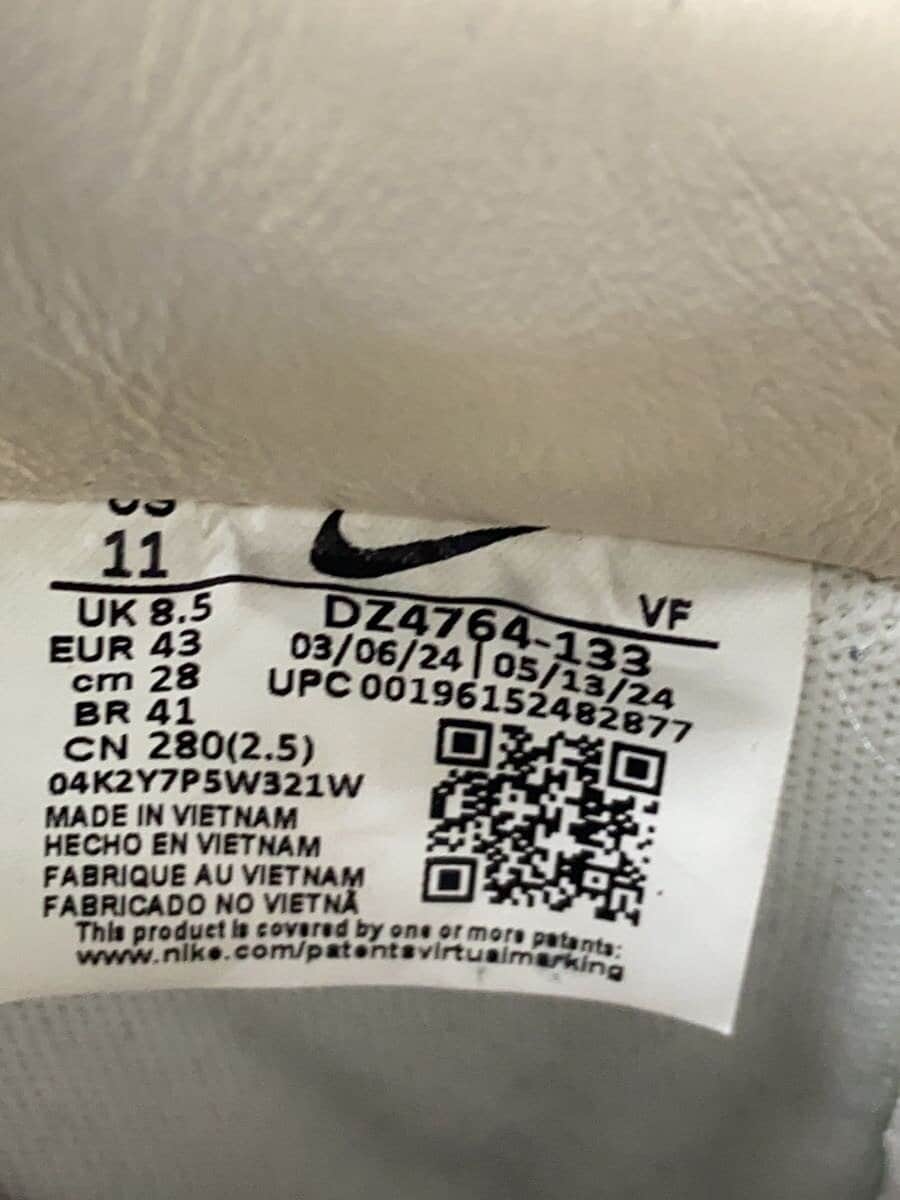 US
11
UK 8.5
EUR 43
cm 28
BR 41
CN 280(2.5)
04K2Y7P5W321W
MADE IN VIETNAM
HECHO EN VIETNAM
FABRIQUE AU VIETNAM
FABRICADO NO VIETNÃ
VF
DZ4764-133
03/06/24 | 05/13/24
UPC 00196152482877
This product is covered by one or more patents:
www.nike.com/patentsvirtualmarking